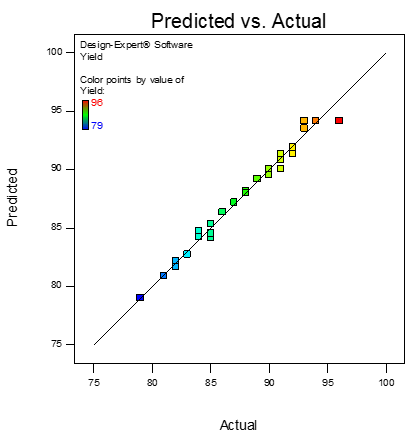 Predicted vs. Actual
Design-Expert® Software
Yield
Color points by value of
Yield:
96
79
100
95
90
85
80
75
Predicted
75
80
85
90
95
100
Actual